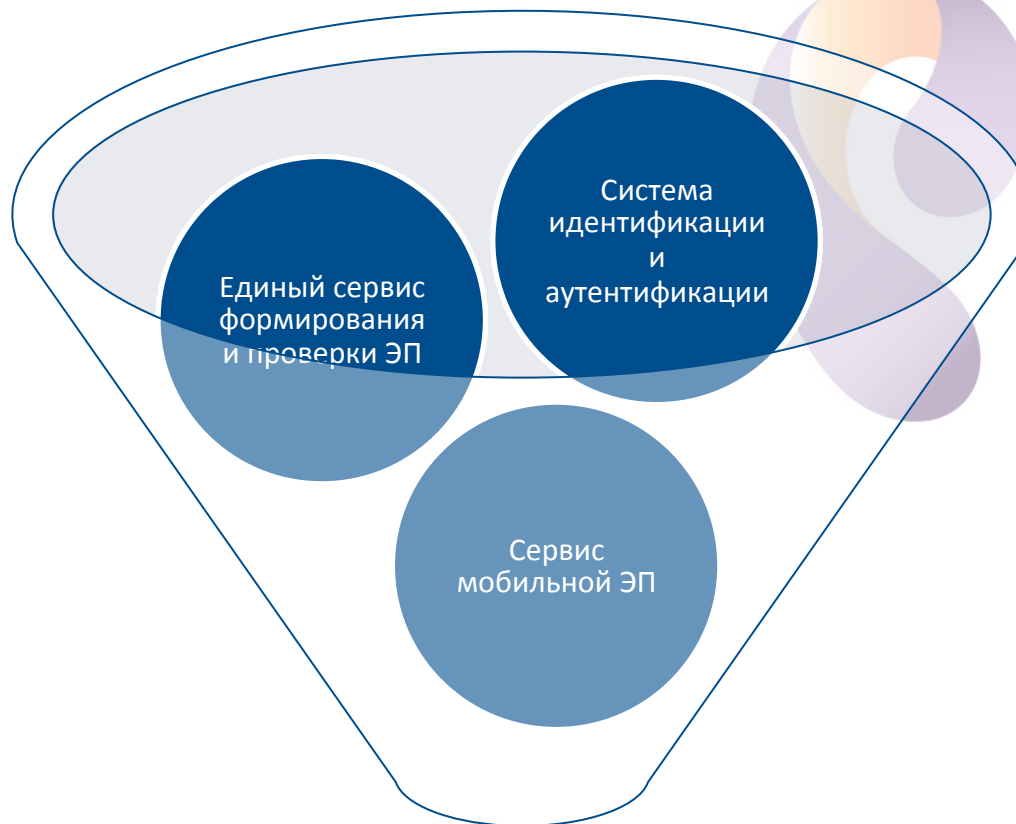 Система
идентификации
и
аутентификации
Единый сервис
формирования
и проверки ЭП
Сервис
мобильной ЭП